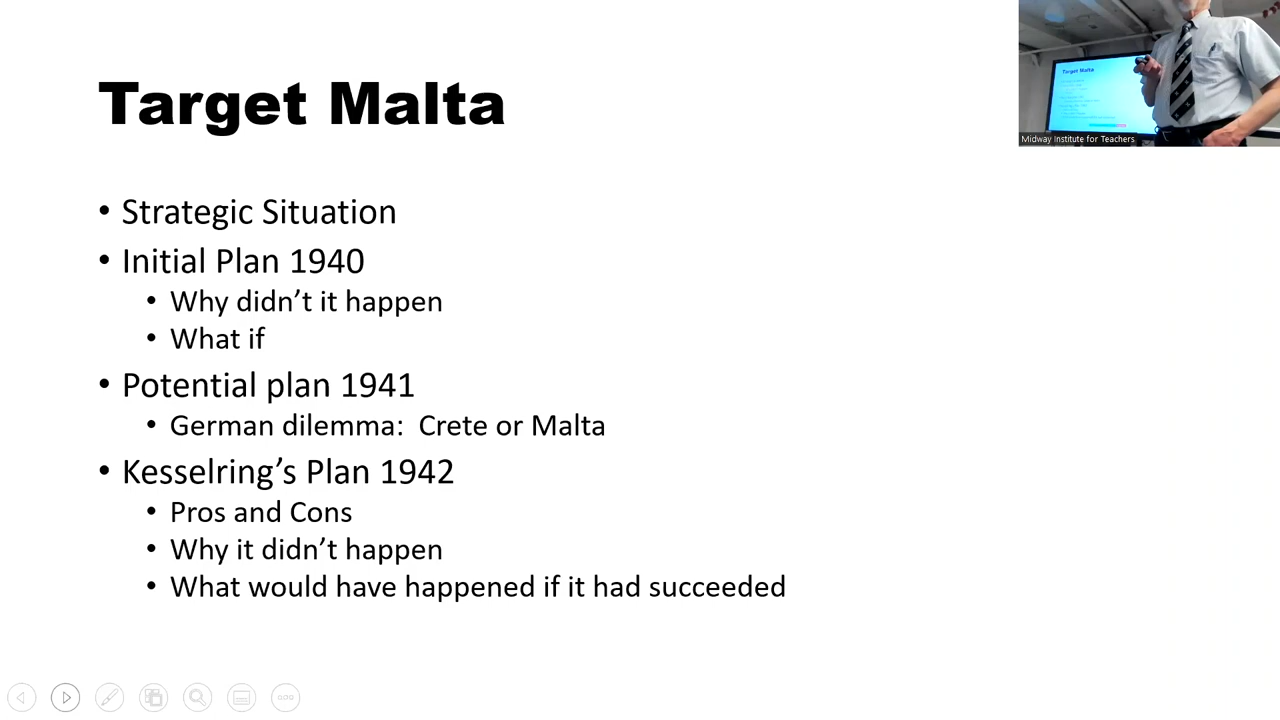 Target Malta
• Strategic Situation
• Initial Plan 1940
• Why didn’t it happen
• What if
• Potential plan 1941
• German dilemma:  Crete or Malta
• Kesselring’s Plan 1942
• Pros and Cons
• Why it didn’t happen
• What would have happened if it had succeeded
Target Malta
Midway Institute for Teachers